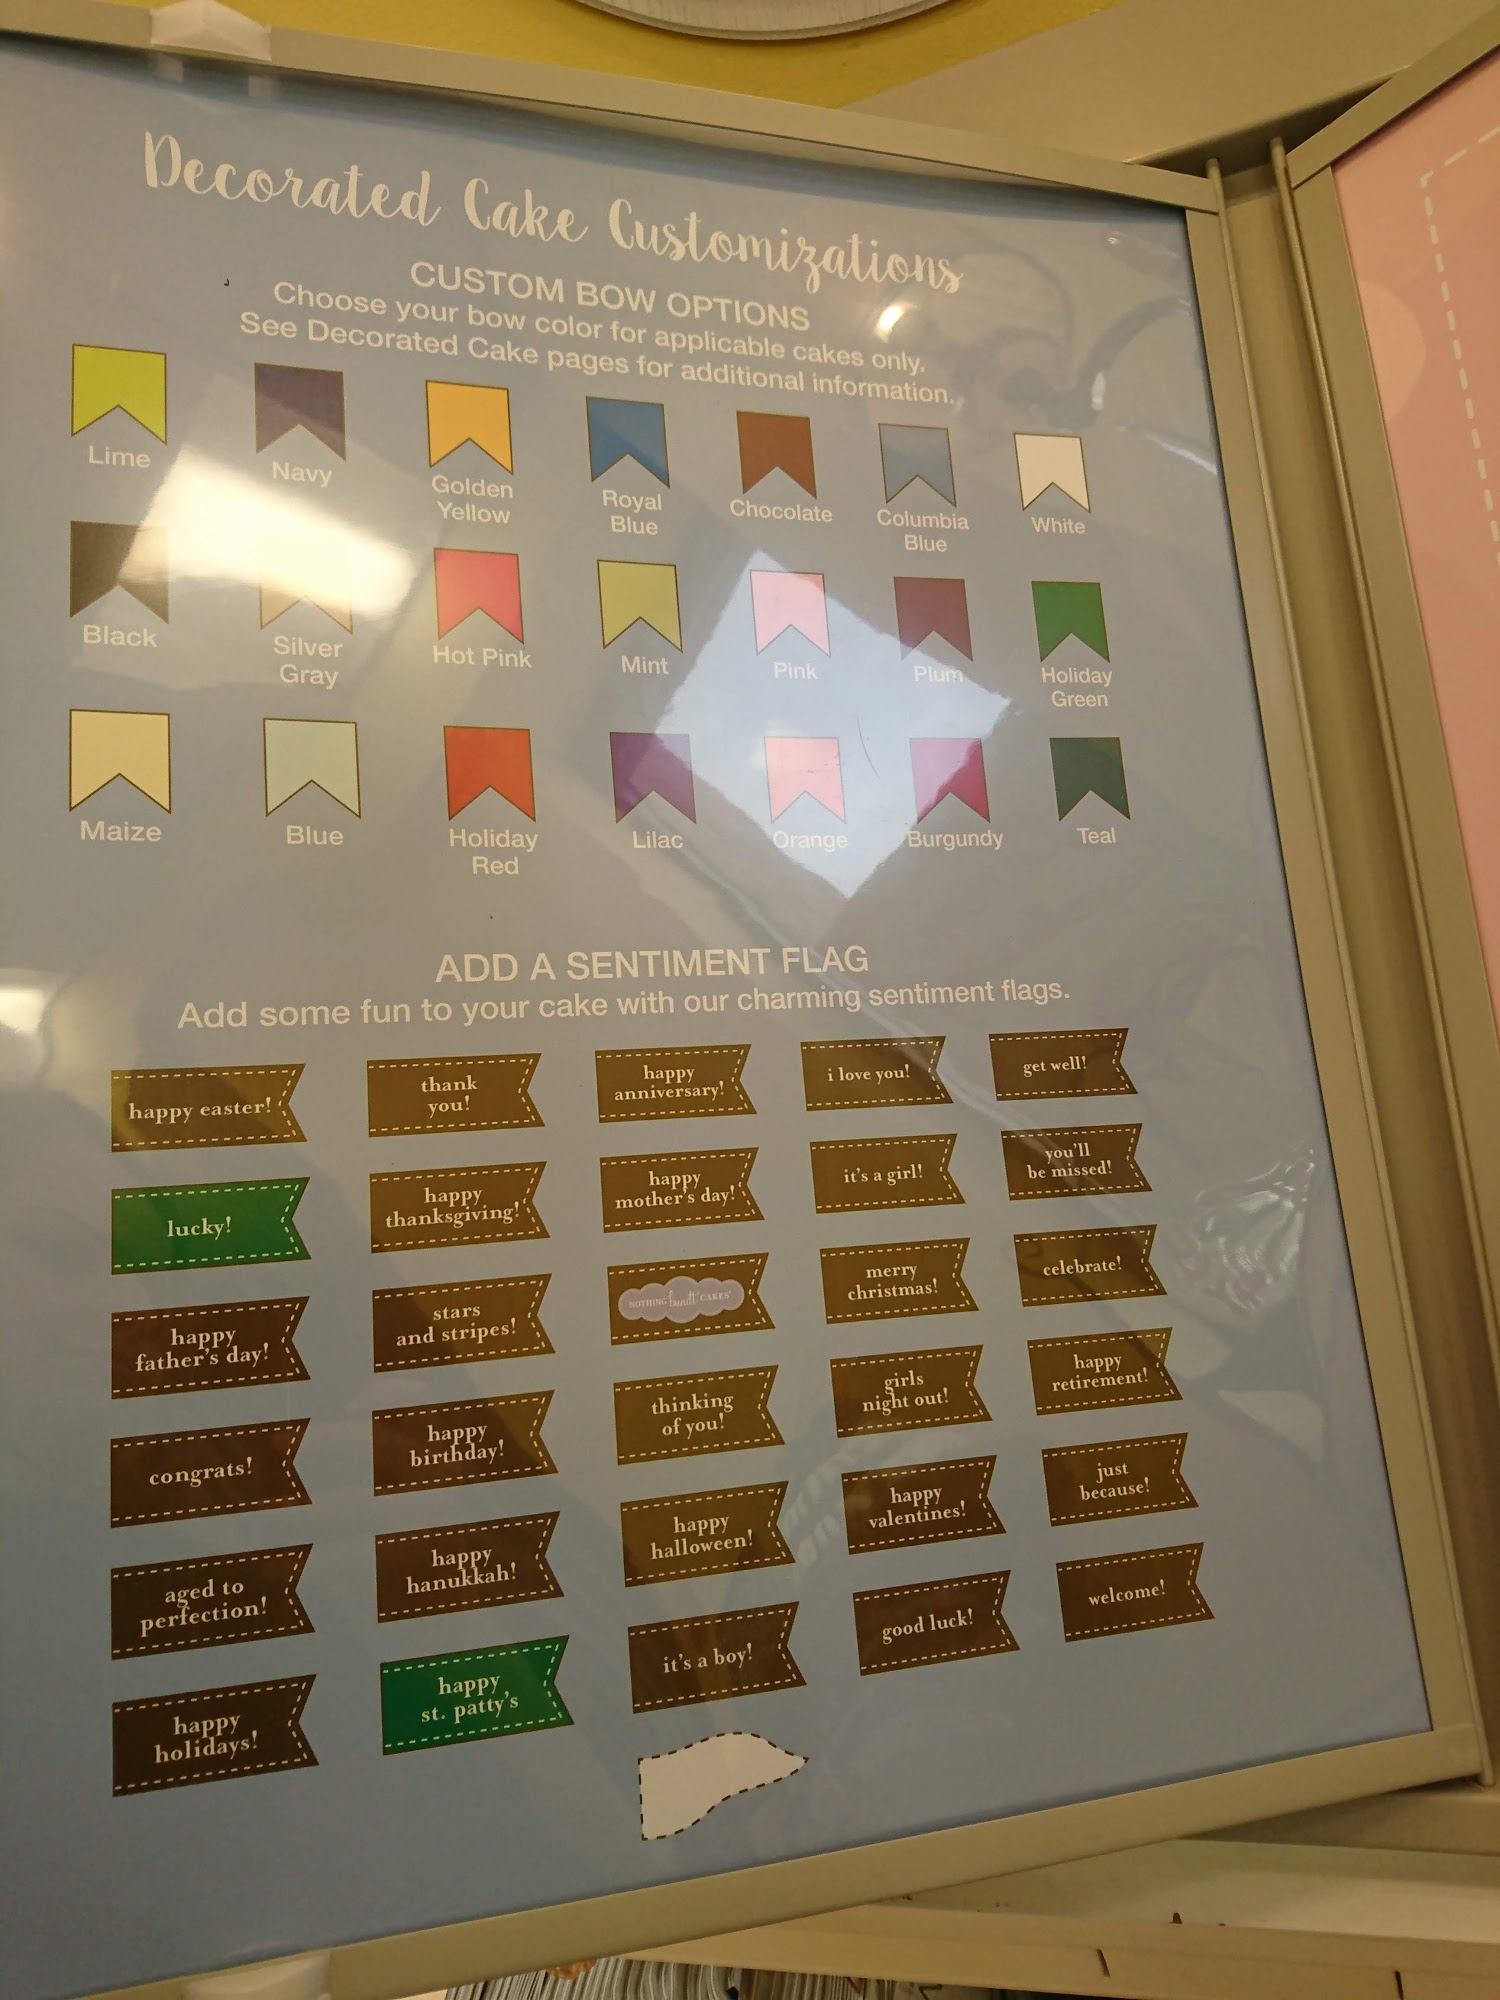 Decorated Cake Customizations
CUSTOM BOW OPTIONS
Choose your bow color for applicable cakes only.
See Decorated Cake pages for additional information.
Lime
Navy
Golden
Yellow
Royal
Blue
Chocolate
Columbia
Blue
White
Black
Silver
Gray
Hot Pink
Mint
Pink
Plum
Holiday
Green
Maize
Blue
Holiday
Red
Lilac
Orange
Burgundy
Teal
ADD A SENTIMENT FLAG
Add some fun to your cake with our charming sentiment flags.
happy easter!
thank
you!
happy
anniversary!
i love you!
get well!
lucky!
happy
thanksgiving!
happy
mother's day!
it's a girl!
you'll
be missed!
happy
father's day!
stars
and stripes!
NOTHING bundt CAKES
merry
christmas!
celebrate!
congrats!
happy
birthday!
thinking
of you!
girls
night out!
happy
retirement!
aged to
perfection!
happy
hanukkah!
happy
halloween!
happy
valentines!
just
because!
happy
holidays!
happy
st. patty's
it's a boy!
good luck!
welcome!